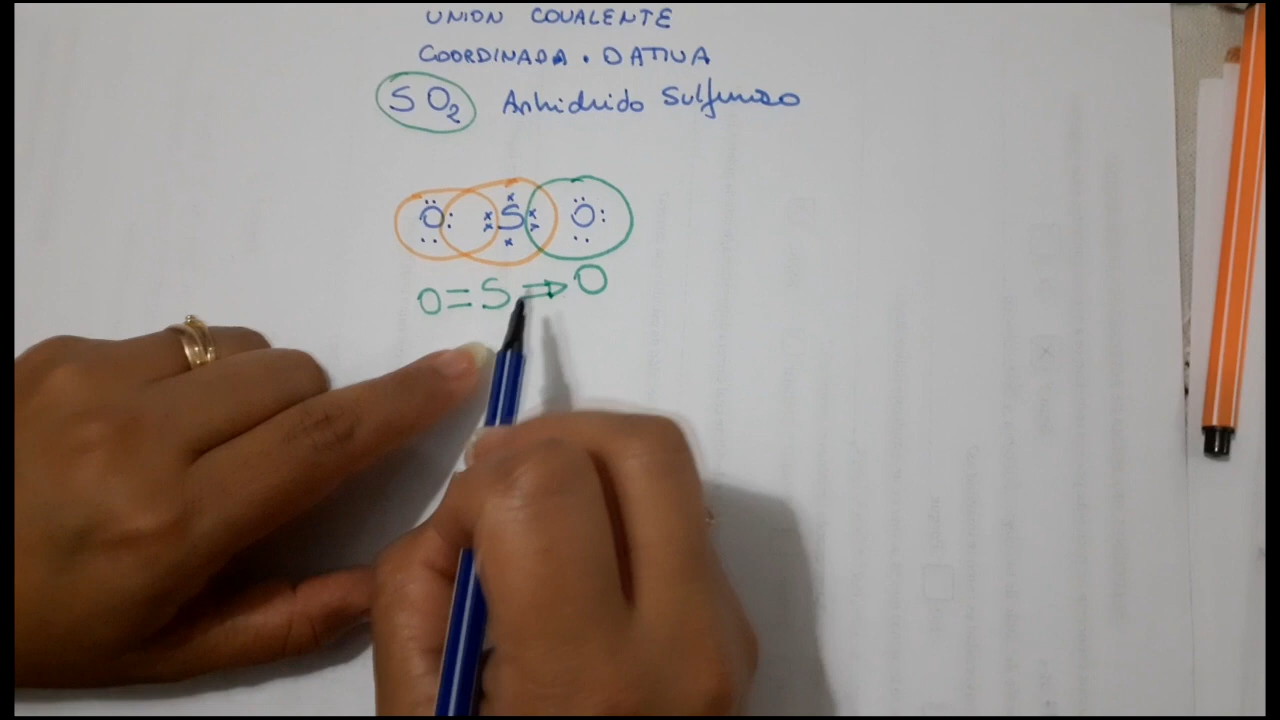 UNION COVALENTE
COORDINADA . DATIVA
SO2 Anhidrido Sulfuroso
O S O
O = S ⇒ O